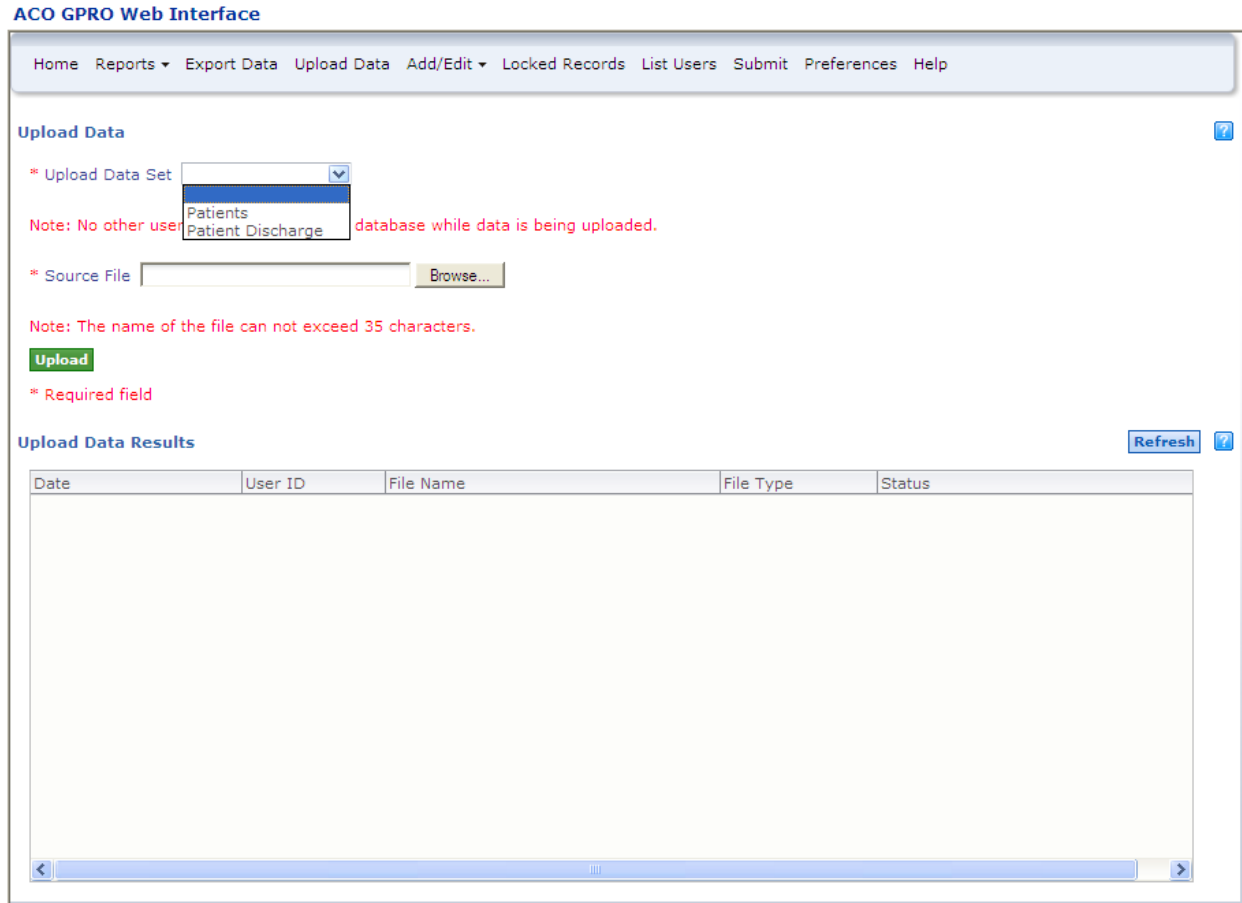 ACO GPRO Web Interface
Home Reports Export Data Upload Data Add/Edit Locked Records List Users Submit Preferences Help
Upload Data
* Upload Data Set
Patients
Note: No other user database while data is being uploaded.
Patient Discharge
* Source File Browse...
Note: The name of the file can not exceed 35 characters.
Upload
* Required field
Upload Data Results Refresh
Date User ID File Name File Type Status